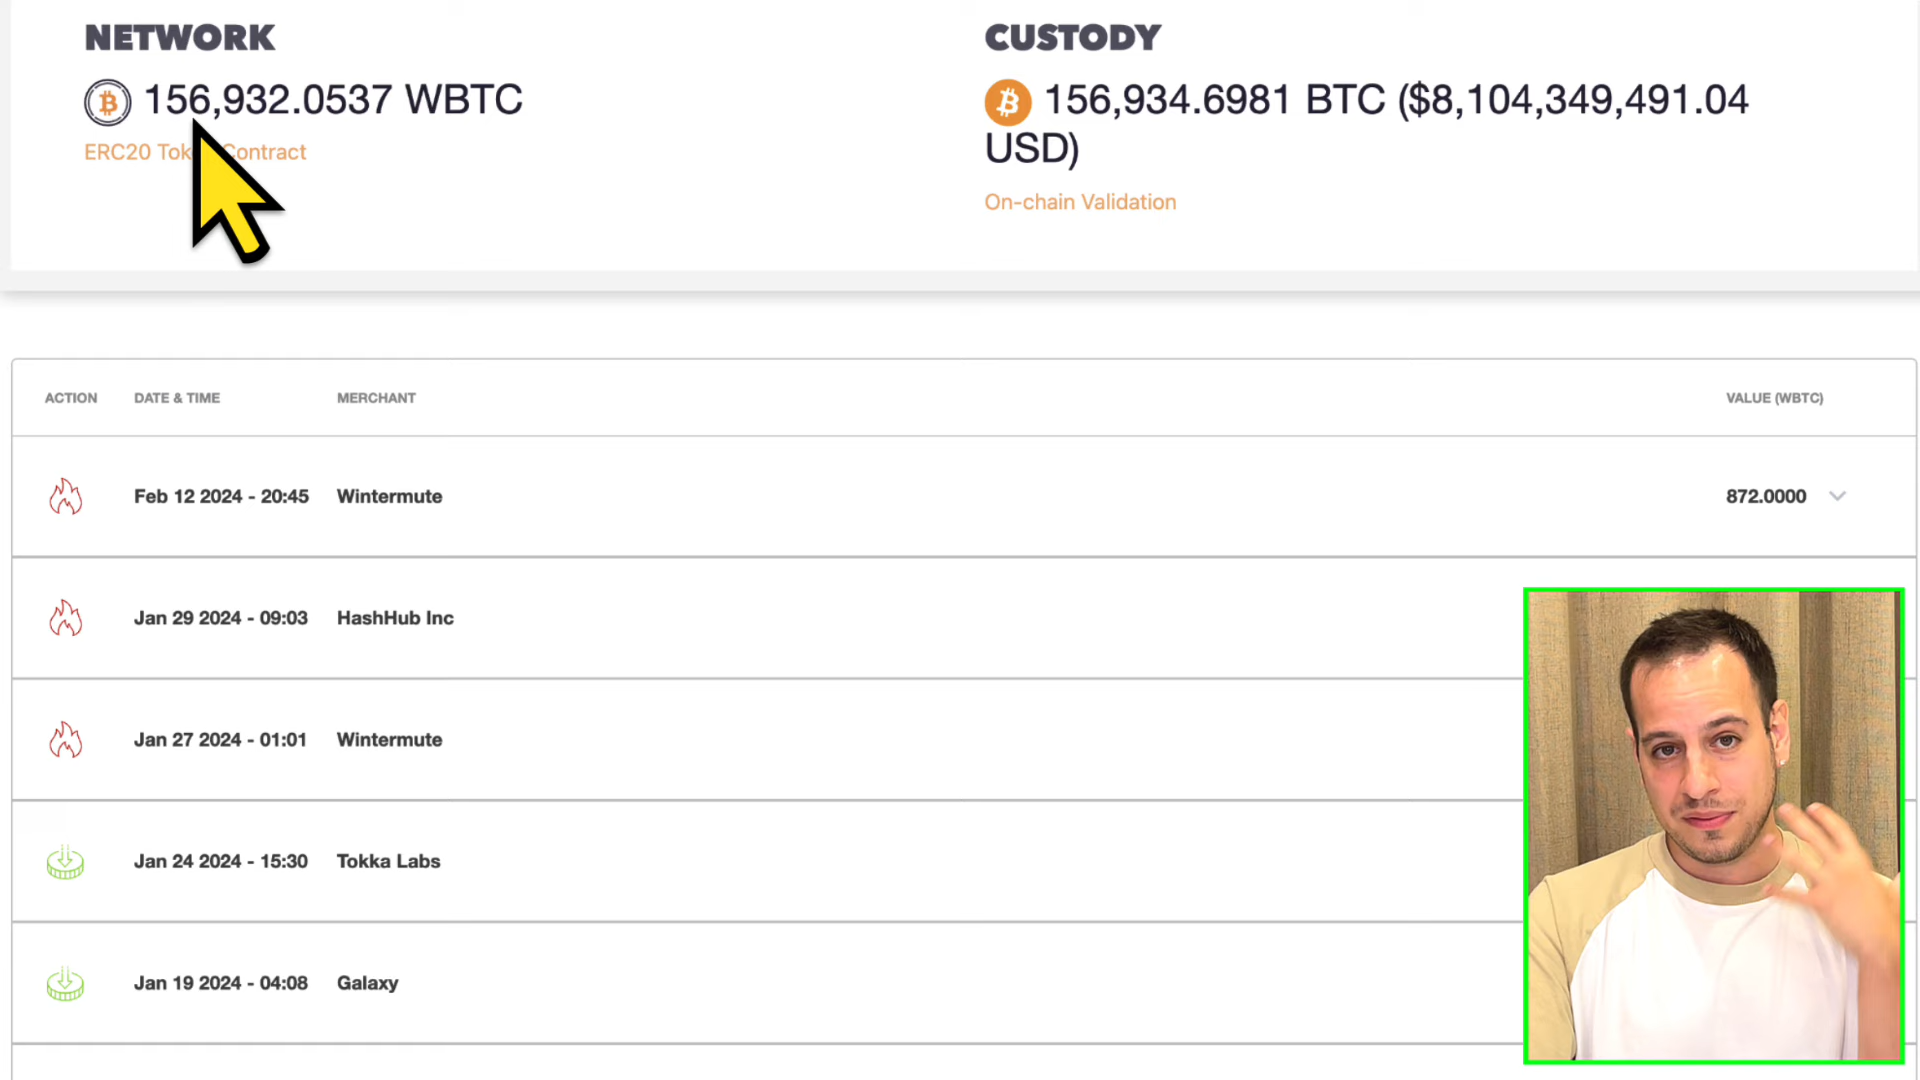 NETWORK
156,932.0537 WBTC
ERC20 Tok Contract
CUSTODY
156,934.6981 BTC ($8,104,349,491.04
USD)
On-chain Validation
ACTION DATE & TIME MERCHANT VALUE (WBTC)
Feb 12 2024 - 20:45 Wintermute 872.0000
Jan 29 2024 - 09:03 HashHub Inc
Jan 27 2024 - 01:01 Wintermute
Jan 24 2024 - 15:30 Tokka Labs
Jan 19 2024 - 04:08 Galaxy